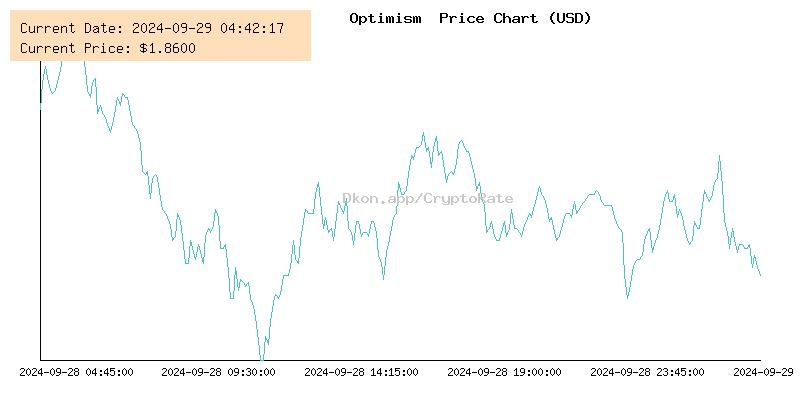 Optimism  Price Chart (USD)
Current Date: 2024-09-29 04:42:17
Current Price: $1.8600
Dkon.app/CryptoRate
2024-09-28 04:45:00 2024-09-28 09:30:00 2024-09-28 14:15:00 2024-09-28 19:00:00 2024-09-28 23:45:00 2024-09-29